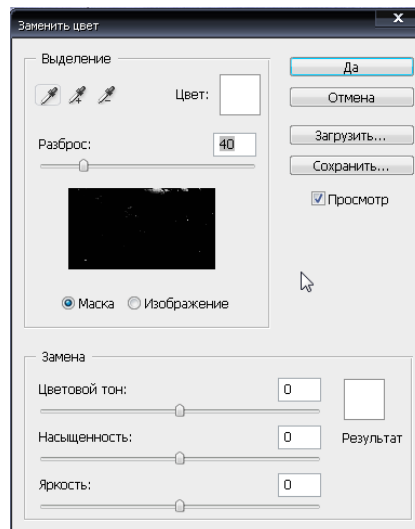 Заменить цвет
x
Выделение
Цвет:
Разброс:
40
Маска
Изображение
Да
Отмена
Загрузить...
Сохранить...
Просмотр
Замена
Цветовой тон:
0
Насыщенность:
0
Результат
Яркость:
0